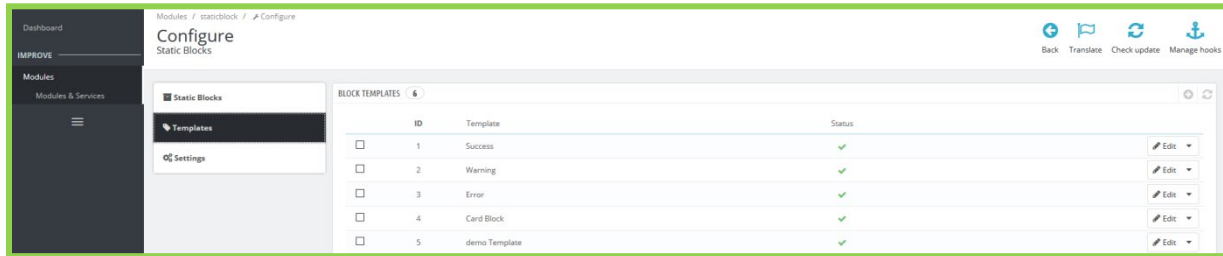 Dashboard
IMPROVE
Modules
Modules & Services
Modules / staticblock / Configure
Configure
Static Blocks
Back Translate Check update Manage hooks
Static Blocks
Templates
Settings
BLOCK TEMPLATES 6
ID Template Status
1 Success Edit
2 Warning Edit
3 Error Edit
4 Card Block Edit
5 demo Template Edit